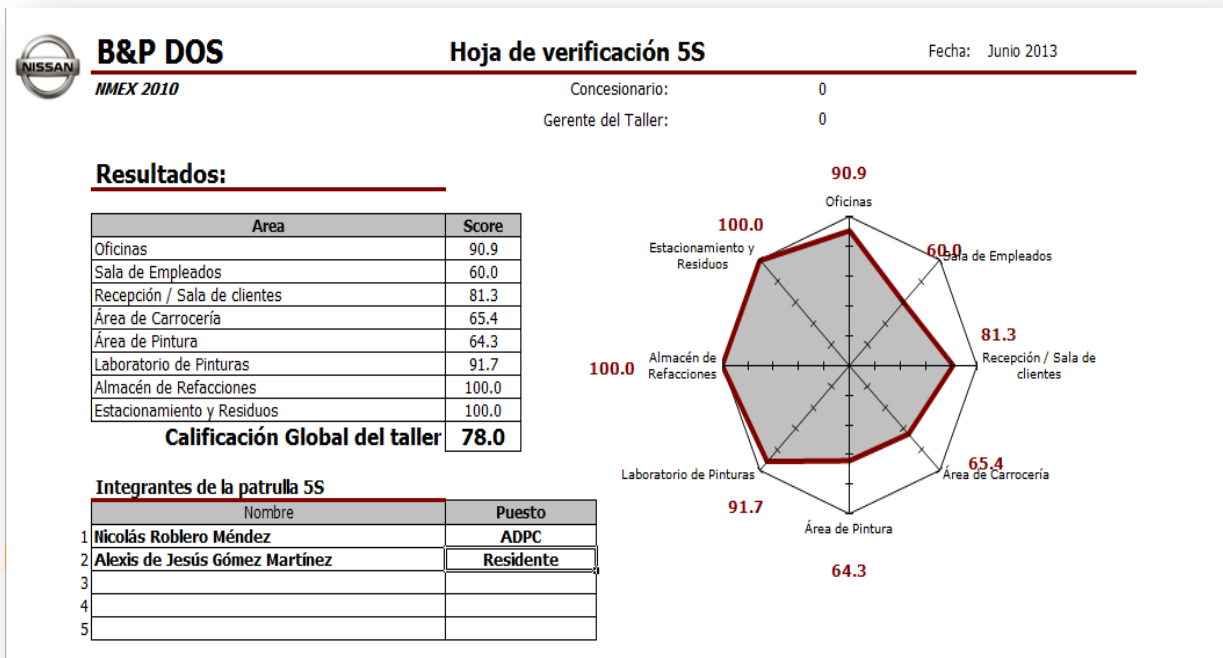 NISSAN
B&P DOS
Hoja de verificación 5S
Fecha: Junio 2013
NMEX 2010
Concesionario: 0
Gerente del Taller: 0
Resultados:
Area Score
Oficinas 90.9
Sala de Empleados 60.0
Recepción / Sala de clientes 81.3
Área de Carrocería 65.4
Área de Pintura 64.3
Laboratorio de Pinturas 91.7
Almacén de Refacciones 100.0
Estacionamiento y Residuos 100.0
Calificación Global del taller 78.0
Integrantes de la patrulla 5S
Nombre Puesto
1 Nicolás Roblero Méndez ADPC
2 Alexis de Jesús Gómez Martínez Residente
3
4
5
90.9
Oficinas
60.0
Sala de Empleados
81.3
Recepción / Sala de
clientes
65.4
Área de Carrocería
Área de Pintura
64.3
Laboratorio de Pinturas
91.7
100.0
Almacén de
Refacciones
100.0
Estacionamiento y
Residuos